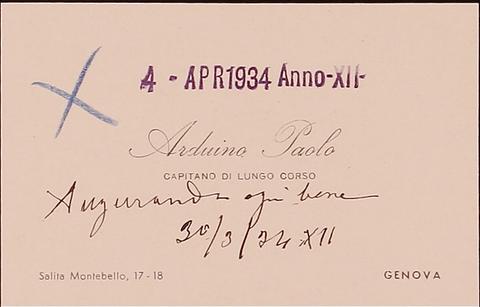 4 - APR 1934 Anno-XII-
Arduino Paolo
CAPITANO DI LUNGO CORSO
Augurando ogni bene
30/3/34 XII
Salita Montebello, 17-18
GENOVA